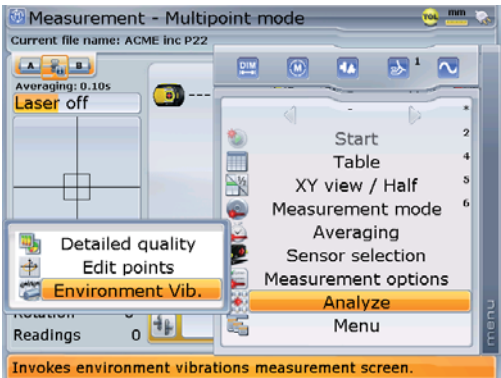 Measurement - Multipoint mode
TOL mm
Current file name: ACME inc P22
A B
Averaging: 0.10s
Laser off
---
DIM M 1
- *
Start 2
Table 4
XY view / Half 5
Measurement mode 6
Averaging
Sensor selection
Measurement options
Analyze
Menu
menu
Detailed quality
Edit points
Environment Vib.
Rotation 0
Readings 0
Invokes environment vibrations measurement screen.